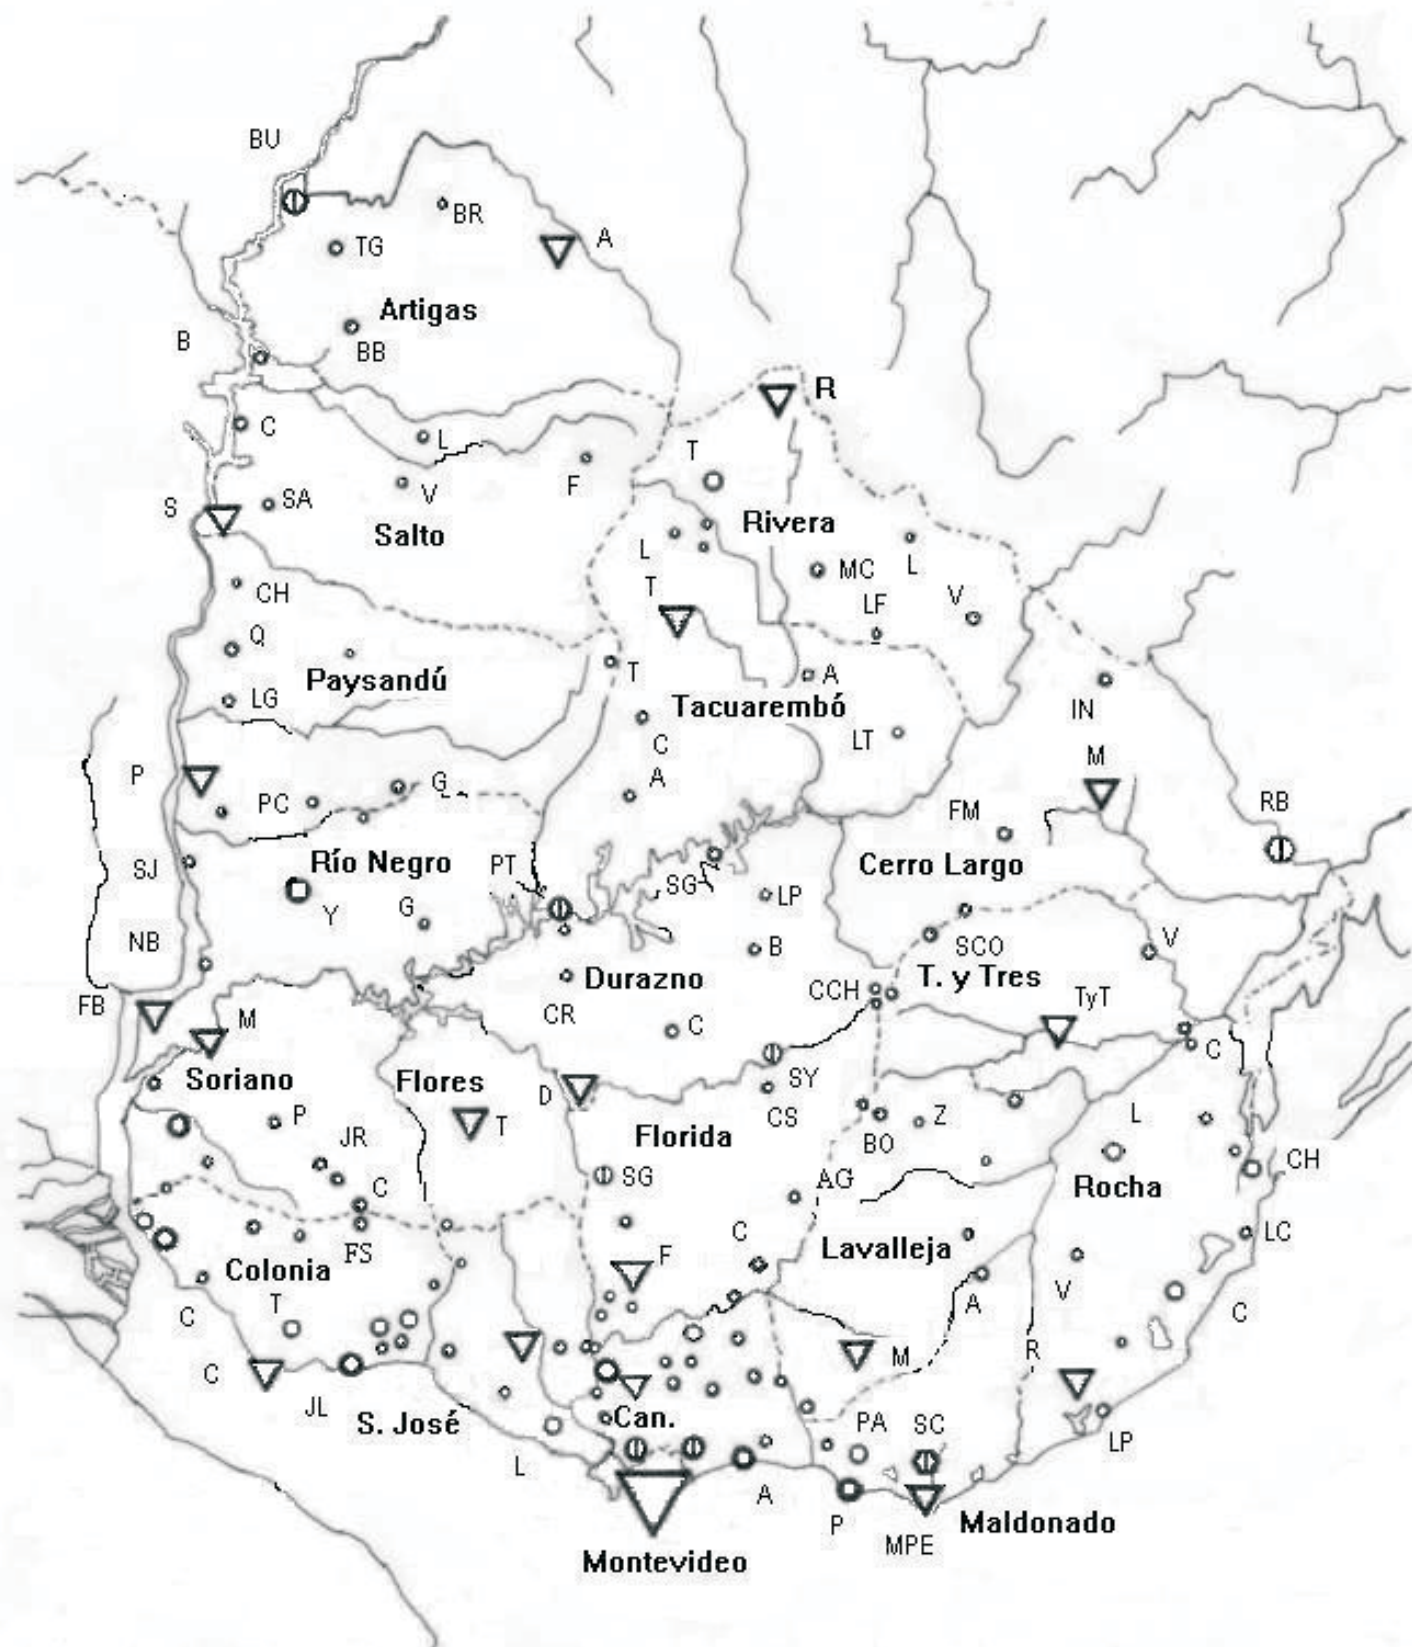 BU
BR
TG
A
Artigas
B
BB
R
C
L
T
V
F
S
SA
Rivera
Salto
L
MC
L
T
CH
LF
V
Q
Paysandú
T
A
LG
Tacuarembó
IN
C
LT
M
P
G
A
PC
RB
FM
Río Negro
PT
Cerro Largo
SJ
SG
LP
Y
G
NB
B
SCO
V
Durazno
T. y Tres
CCH
FB
CR
TyT
M
C
C
SY
Soriano
Flores
D
CS
P
T
L
Z
JR
Florida
BO
CH
SG
AG
Rocha
C
FS
F
C
Lavalleja
LC
Colonia
V
T
A
C
C
R
M
C
JL
S. José
Can.
PA
SC
LP
L
A
P
MPE
Maldonado
Montevideo